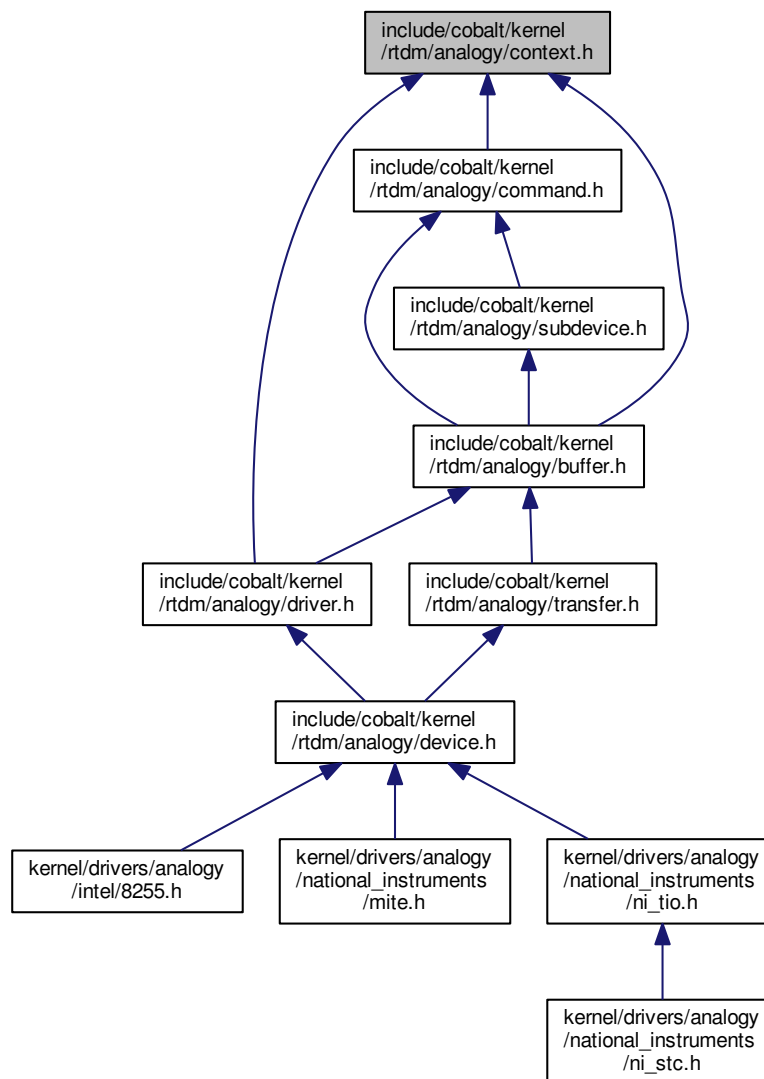 include/cobalt/kernel
/rtdm/analogy/context.h
include/cobalt/kernel
/rtdm/analogy/command.h
include/cobalt/kernel
/rtdm/analogy/subdevice.h
include/cobalt/kernel
/rtdm/analogy/buffer.h
include/cobalt/kernel
/rtdm/analogy/driver.h
include/cobalt/kernel
/rtdm/analogy/transfer.h
include/cobalt/kernel
/rtdm/analogy/device.h
kernel/drivers/analogy
/intel/8255.h
kernel/drivers/analogy
/national_instruments
/mite.h
kernel/drivers/analogy
/national_instruments
/ni_tio.h
kernel/drivers/analogy
/national_instruments
/ni_stc.h